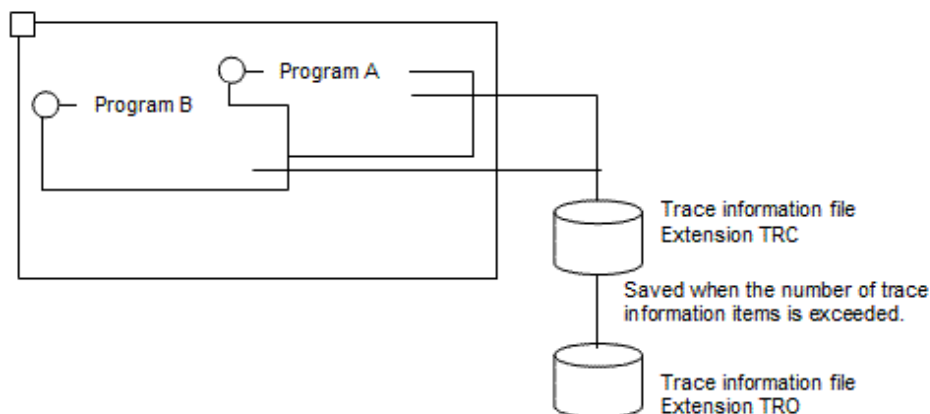 Program A
Program B
Trace information file
Extension TRC
Saved when the number of trace
information items is exceeded.
Trace information file
Extension TRO